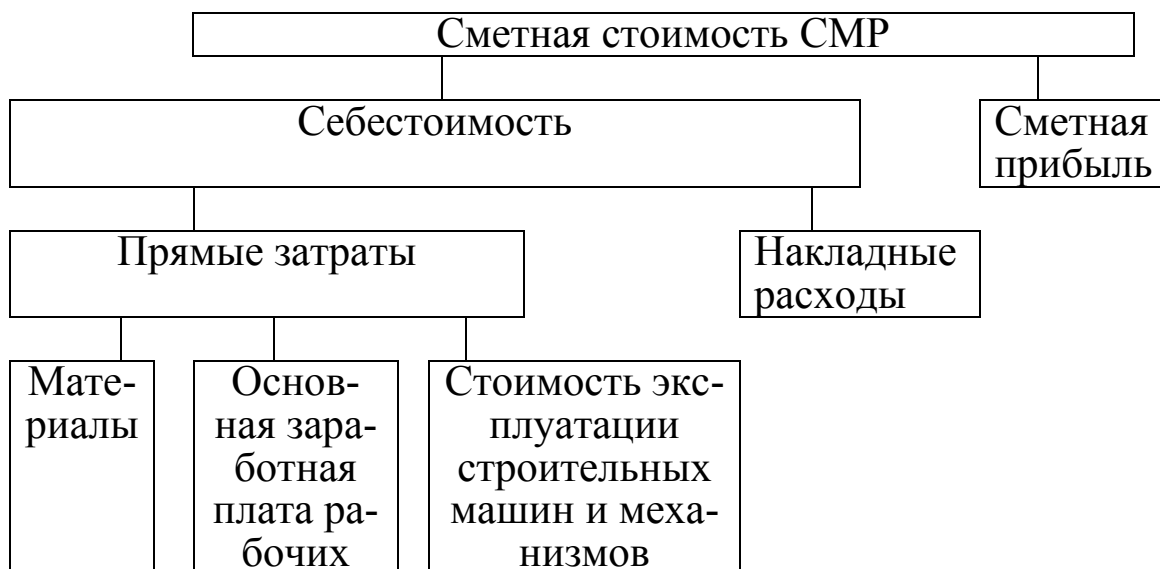 Сметная стоимость СМР
Себестоимость
Сметная
прибыль
Прямые затраты
Накладные
расходы
Мате-
риалы
Основ-
ная зара-
ботная
плата ра-
бочих
Стоимость экс-
плуатации
строительных
машин и меха-
низмов